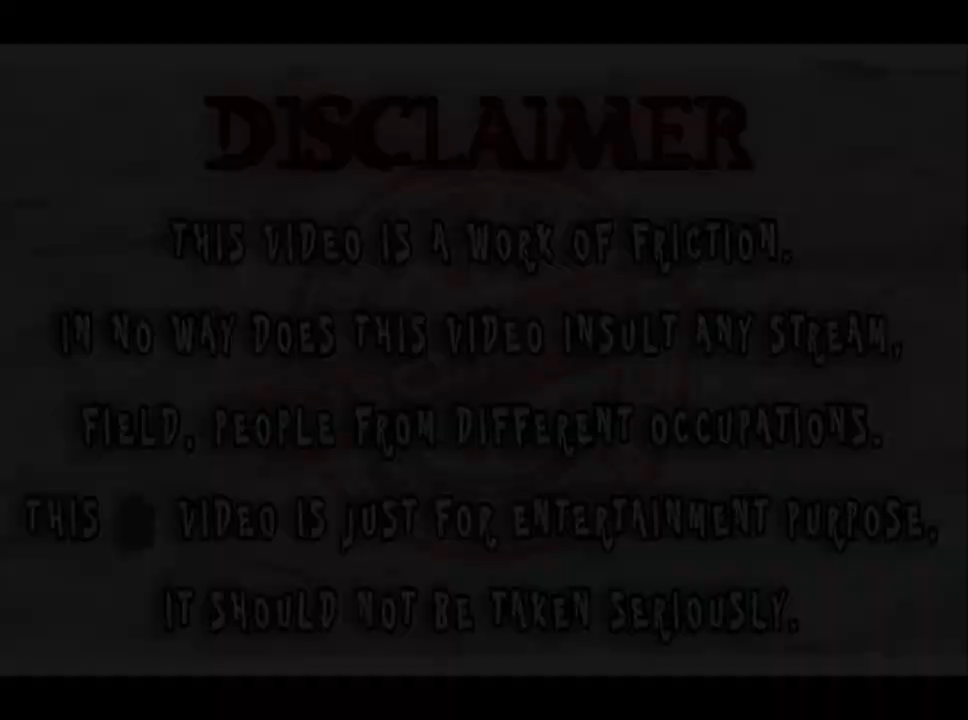 DISCLAIMER
THIS VIDEO IS A WORK OF FRICTION.
IN NO WAY DOES THIS VIDEO INSULT ANY STREAM,
FIELD, PEOPLE FROM DIFFERENT OCCUPATIONS.
THIS VIDEO IS JUST FOR ENTERTAINMENT PURPOSE,
IT SHOULD NOT BE TAKEN SERIOUSLY.